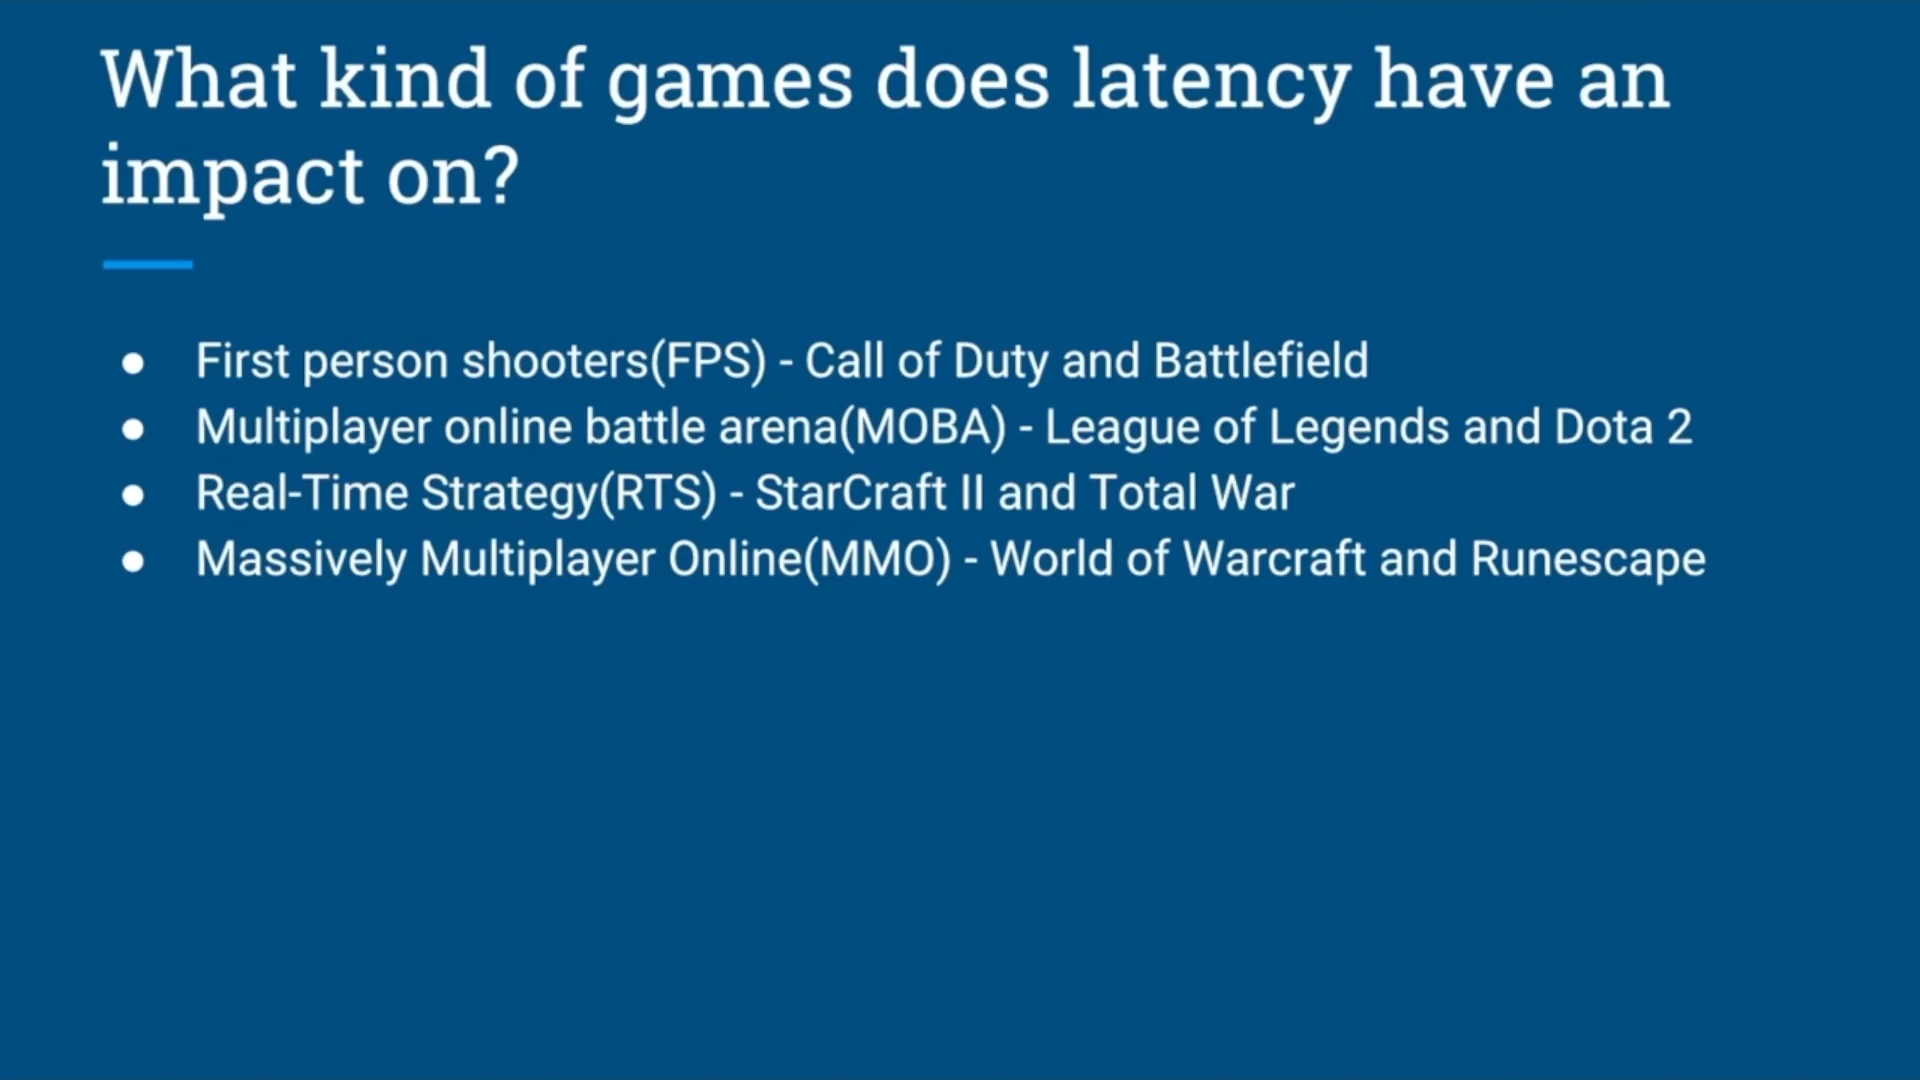 What kind of games does latency have an
impact on?
● First person shooters(FPS) - Call of Duty and Battlefield
● Multiplayer online battle arena(MOBA) - League of Legends and Dota 2
● Real-Time Strategy(RTS) - StarCraft II and Total War
● Massively Multiplayer Online(MMO) - World of Warcraft and Runescape